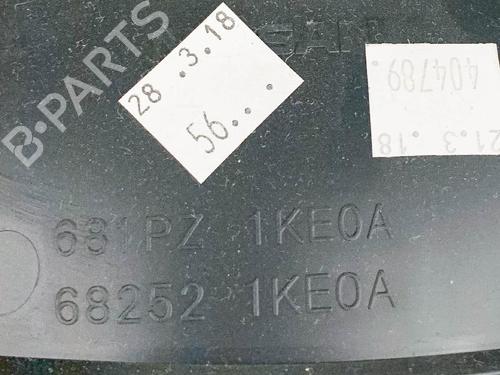 B-PARTS
28 .3.18
56....
404789.
21.3.18
681PZ 1KE0A
68252 1KE0A